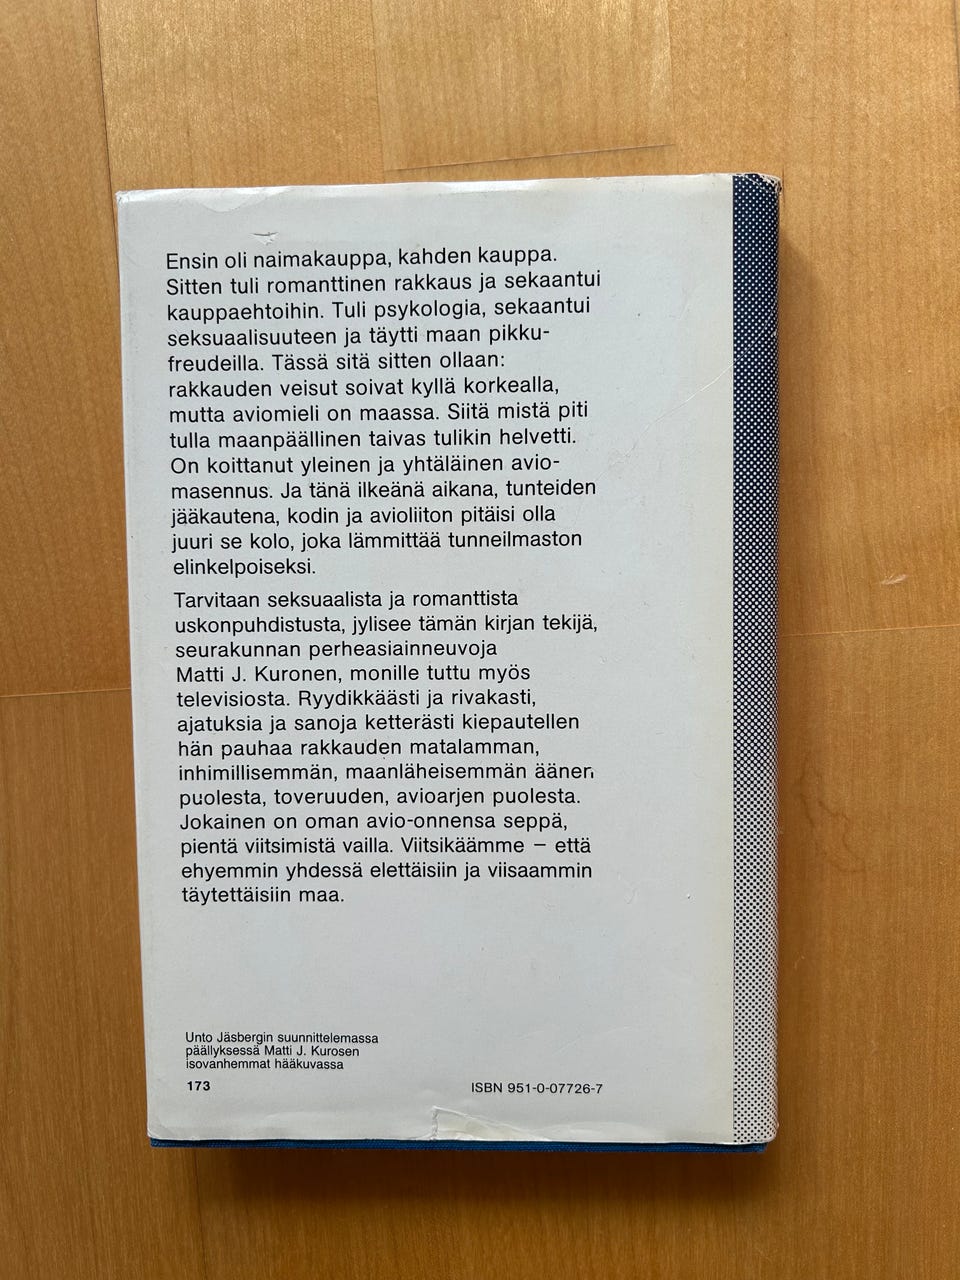 Ensin oli naimakauppa, kahden kauppa.
Sitten tuli romanttinen rakkaus ja sekaantui
kauppaehtoihin. Tuli psykologia, sekaantui
seksuaalisuuteen ja täytti maan pikku-
freudeilla. Tässä sitä sitten ollaan:
rakkauden veisut soivat kyllä korkealla,
mutta aviomieli on maassa. Siitä mistä piti
tulla maanpäällinen taivas tulikin helvetti.
On koittanut yleinen ja yhtäläinen avio-
masennus. Ja tänä ilkeänä aikana, tunteiden
jääkautena, kodin ja avioliiton pitäisi olla
juuri se kolo, joka lämmittää tunneilmaston
elinkelpoiseksi.
Tarvitaan seksuaalista ja romanttista
uskonpuhdistusta, jylisee tämän kirjan tekijä,
seurakunnan perheasiainneuvoja
Matti J. Kuronen, monille tuttu myös
televisiosta. Ryydikkäästi ja rivakasti,
ajatuksia ja sanoja ketterästi kiepautellen
hän pauhaa rakkauden matalamman,
inhimillisemmän, maanläheisemmän äänen
puolesta, toveruuden, avioarjen puolesta.
Jokainen on oman avio-onnensa seppä,
pientä viitsimistä vailla. Viitsikäämme – että
ehyemmin yhdessä elettäisiin ja viisaammin
täytettäisiin maa.
Unto Jäsbergin suunnittelemassa
päällyksessä Matti J. Kurosen
isovanhemmat hääkuvassa
173
ISBN 951-0-07726-7